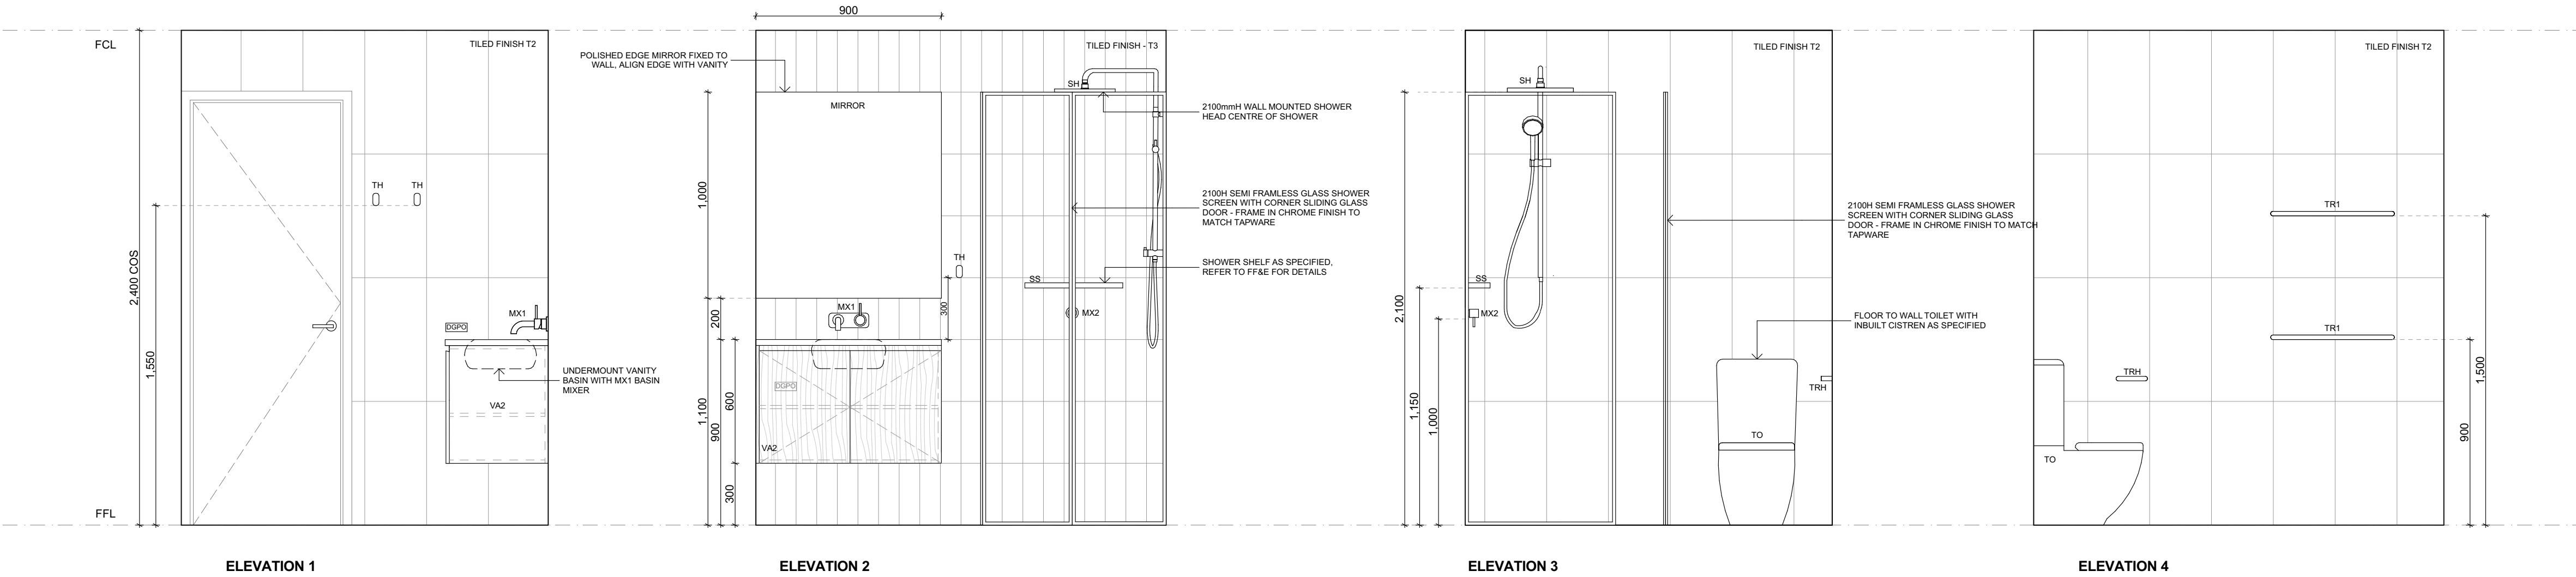 FCL
2,400 COS
1,550
FFL
TILED FINISH T2
TH
TH
MX1
DGPO
UNDERMOUNT VANITY
BASIN WITH MX1 BASIN
MIXER
VA2
ELEVATION 1
900
POLISHED EDGE MIRROR FIXED TO
WALL, ALIGN EDGE WITH VANITY
TILED FINISH - T3
MIRROR
SH
2100mmH WALL MOUNTED SHOWER
HEAD CENTRE OF SHOWER
1,000
2100H SEMI FRAMLESS GLASS SHOWER
SCREEN WITH CORNER SLIDING GLASS
DOOR - FRAME IN CHROME FINISH TO
MATCH TAPWARE
TH
SHOWER SHELF AS SPECIFIED,
REFER TO FF&E FOR DETAILS
SS
MX1
300
MX2
200
DGPO
1,100
900
600
VA2
300
ELEVATION 2
TILED FINISH T2
SH
2100H SEMI FRAMLESS GLASS SHOWER
SCREEN WITH CORNER SLIDING GLASS
DOOR - FRAME IN CHROME FINISH TO MATCH
TAPWARE
SS
2,100
MX2
FLOOR TO WALL TOILET WITH
INBUILT CISTREN AS SPECIFIED
1,150
1,000
TRH
TO
ELEVATION 3
TILED FINISH T2
TR1
TR1
TRH
TO
1,500
900
ELEVATION 4